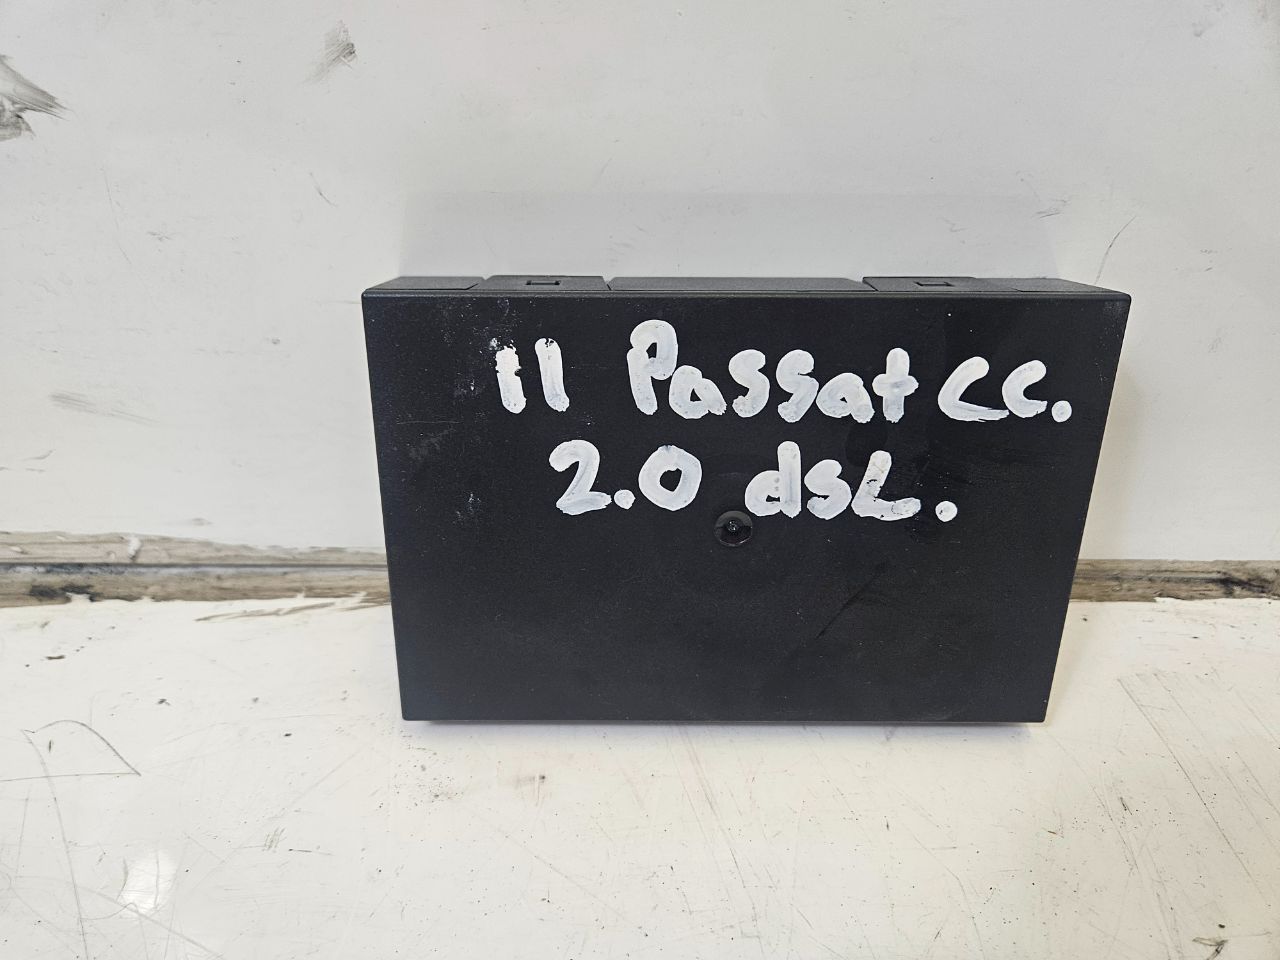 11 Passat CC.
2.0 dsL.